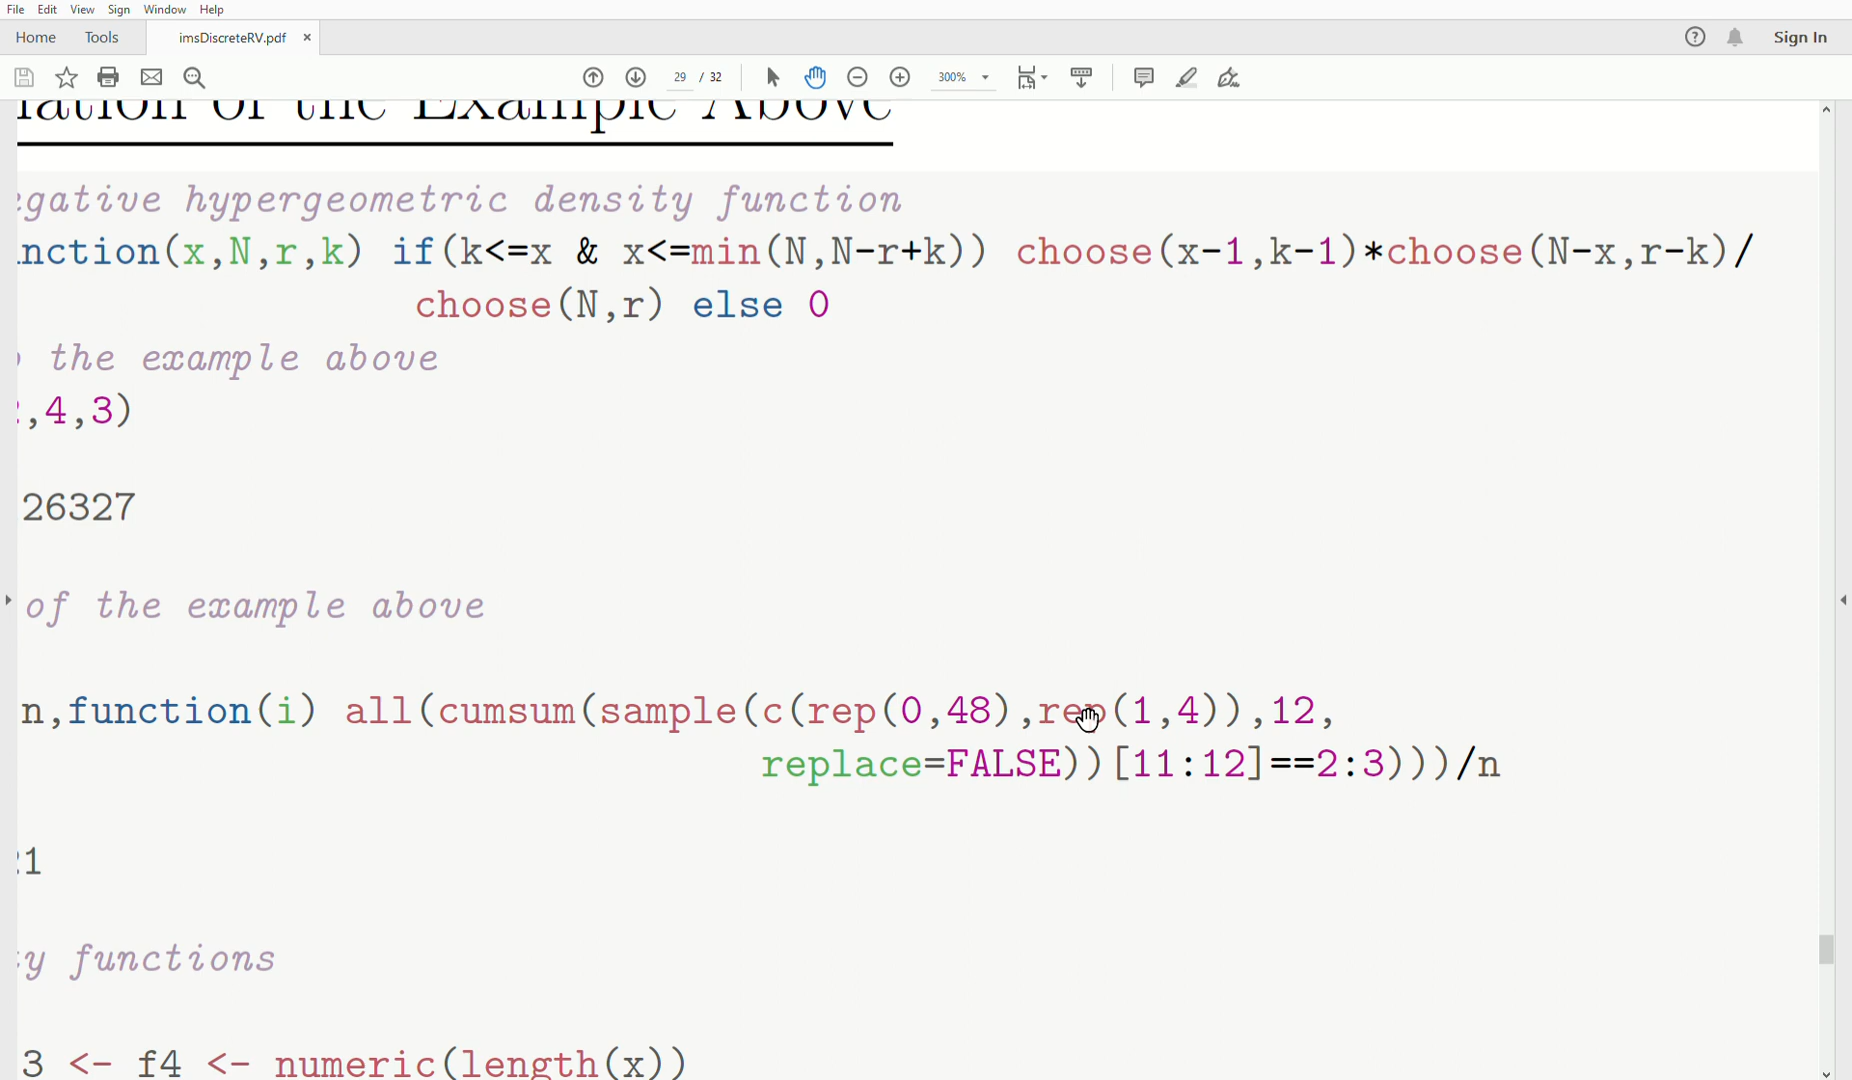 File Edit View Sign Window Help
Home Tools imsDiscreteRV.pdf × Sign In
29 / 32 300%
of the Example Above
hypergeometric density function
(x,N,r,k) if(k<=x & x<=min(N,N-r+k)) choose(x-1,k-1)*choose(N-x,r-k)/
choose(N,r) else 0
the example above
,4,3)
26327
of the example above
n,function(i) all(cumsum(sample(c(rep(0,48),rep(1,4)),12,
replace=FALSE))[11:12]==2:3)))/n
1
functions
3 <- f4 <- numeric(length(x))